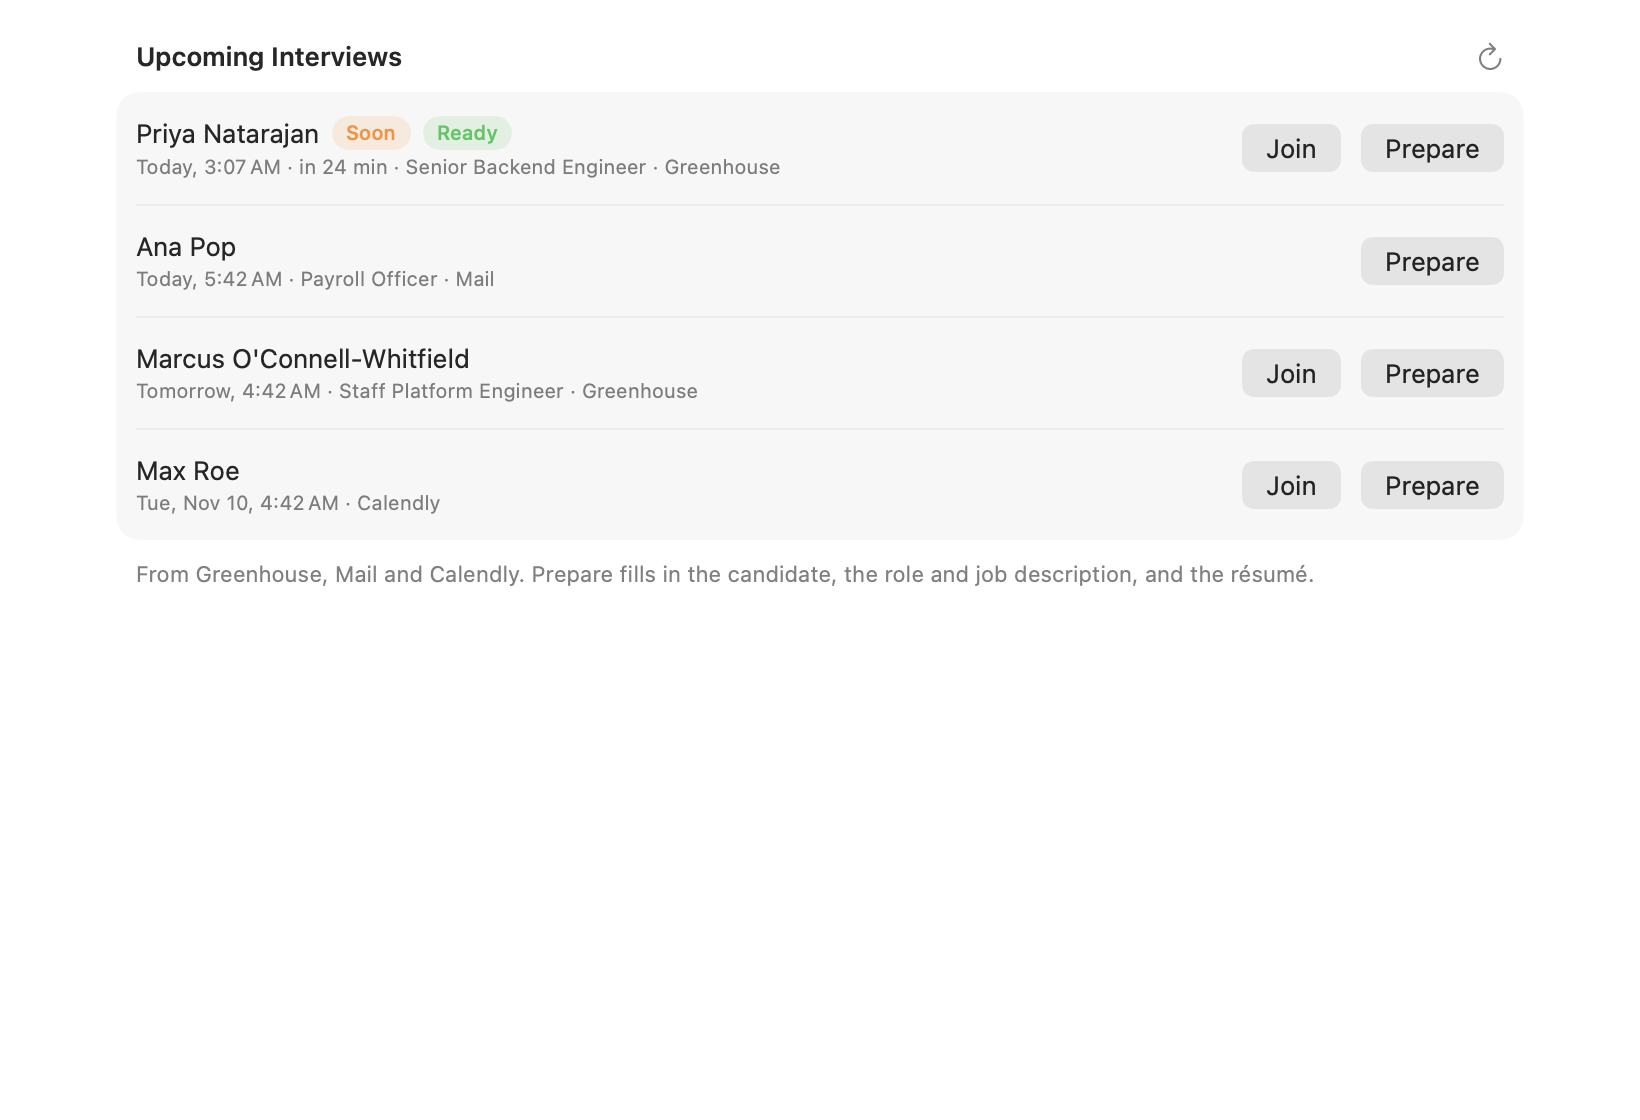 Upcoming Interviews
Priya Natarajan Soon Ready
Today, 3:07 AM · in 24 min · Senior Backend Engineer · Greenhouse
Join Prepare
Ana Pop
Today, 5:42 AM · Payroll Officer · Mail
Prepare
Marcus O'Connell-Whitfield
Tomorrow, 4:42 AM · Staff Platform Engineer · Greenhouse
Join Prepare
Max Roe
Tue, Nov 10, 4:42 AM · Calendly
Join Prepare
From Greenhouse, Mail and Calendly. Prepare fills in the candidate, the role and job description, and the résumé.